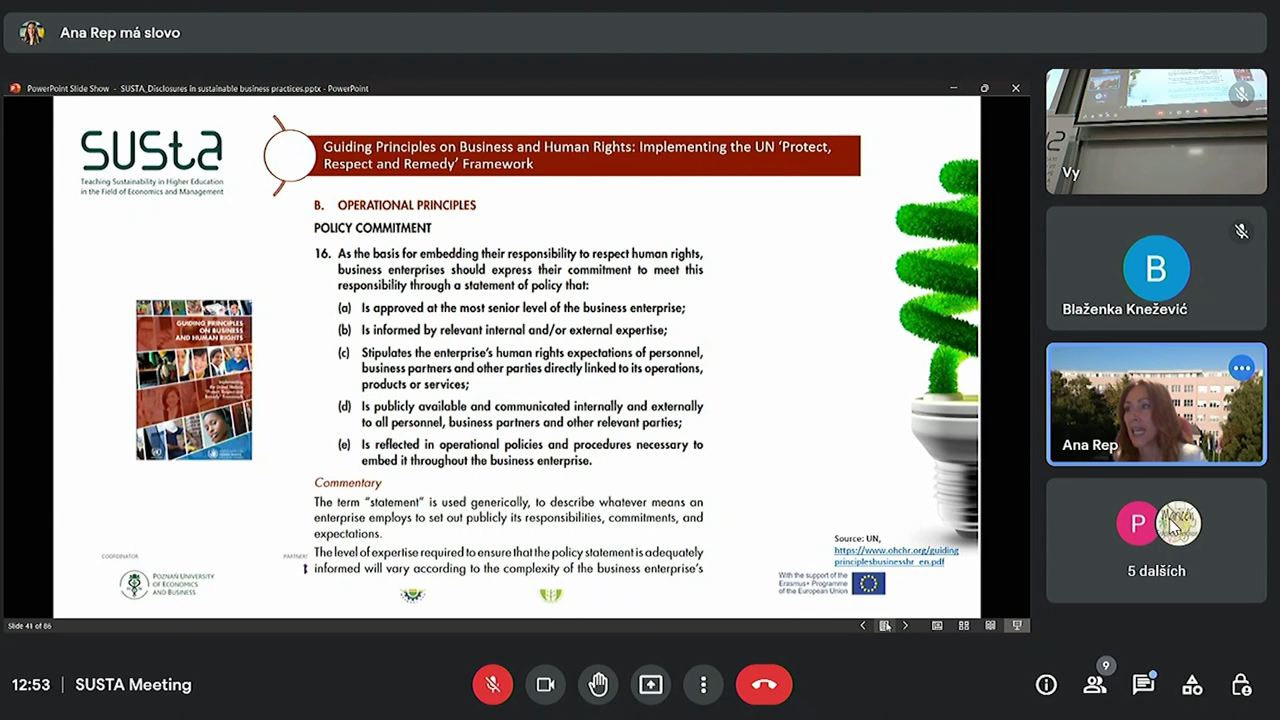 Ana Rep má slovo
PowerPoint Slide Show - SUSTA_Disclosures in sustainable business practices.pptx - PowerPoint
SUSta
Teaching Sustainability in Higher Education
in the Field of Economics and Management
Guiding Principles on Business and Human Rights: Implementing the UN ‘Protect,
Respect and Remedy’ Framework
B. OPERATIONAL PRINCIPLES
POLICY COMMITMENT
16. As the basis for embedding their responsibility to respect human rights,
business enterprises should express their commitment to meet this
responsibility through a statement of policy that:
(a) Is approved at the most senior level of the business enterprise;
(b) Is informed by relevant internal and/or external expertise;
(c) Stipulates the enterprise’s human rights expectations of personnel,
business partners and other parties directly linked to its operations,
products or services;
(d) Is publicly available and communicated internally and externally
to all personnel, business partners and other relevant parties;
(e) Is reflected in operational policies and procedures necessary to
embed it throughout the business enterprise.
Commentary
The term “statement” is used generically, to describe whatever means an
enterprise employs to set out publicly its responsibilities, commitments, and
expectations.
The level of expertise required to ensure that the policy statement is adequately
informed will vary according to the complexity of the business enterprise’s
GUIDING PRINCIPLES
ON BUSINESS
AND HUMAN RIGHTS
Source: UN,
https://www.ohchr.org/guiding
principlesbusinesshr_en.pdf
COORDINATOR
PARTNER
POZNAŃ UNIVERSITY
OF ECONOMICS
AND BUSINESS
With the support of the
Erasmus+ Programme
of the European Union
Slide 41 of 86
Vy
B
Blaženka Knežević
Ana Rep
P
5 dalších
12:53 | SUSTA Meeting
9